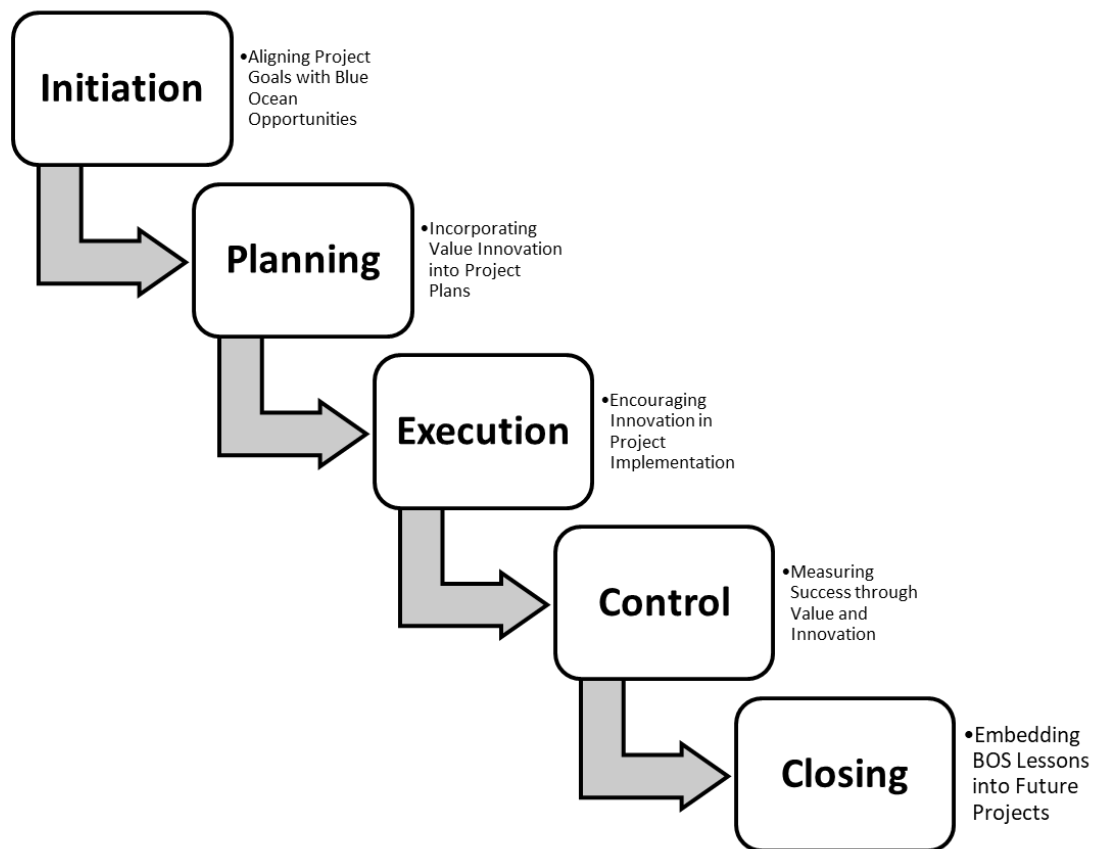 Initiation
•Aligning Project
Goals with Blue
Ocean
Opportunities
Planning
•Incorporating
Value Innovation
into Project
Plans
Execution
•Encouraging
Innovation in
Project
Implementation
Control
•Measuring
Success through
Value and
Innovation
Closing
•Embedding
BOS Lessons
into Future
Projects